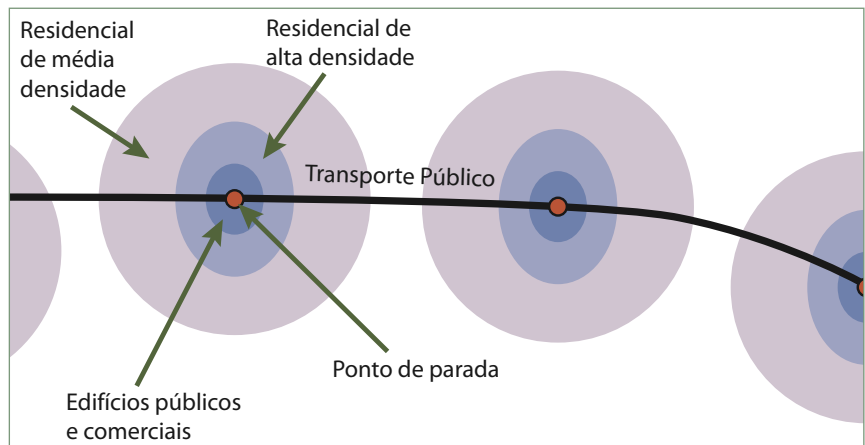 Residencial
de média
densidade
Residencial de
alta densidade
Transporte Público
Ponto de parada
Edifícios públicos
e comerciais